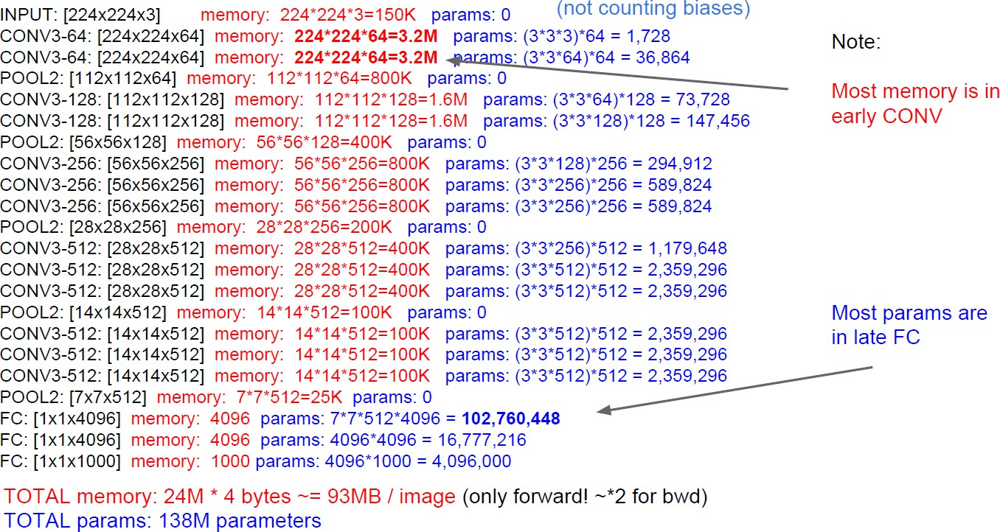 INPUT: [224x224x3] memory: 224*224*3=150K params: 0 (not counting biases)
CONV3-64: [224x224x64] memory: 224*224*64=3.2M params: (3*3*3)*64 = 1,728
CONV3-64: [224x224x64] memory: 224*224*64=3.2M params: (3*3*64)*64 = 36,864
POOL2: [112x112x64] memory: 112*112*64=800K params: 0
CONV3-128: [112x112x128] memory: 112*112*128=1.6M params: (3*3*64)*128 = 73,728
CONV3-128: [112x112x128] memory: 112*112*128=1.6M params: (3*3*128)*128 = 147,456
POOL2: [56x56x128] memory: 56*56*128=400K params: 0
CONV3-256: [56x56x256] memory: 56*56*256=800K params: (3*3*128)*256 = 294,912
CONV3-256: [56x56x256] memory: 56*56*256=800K params: (3*3*256)*256 = 589,824
CONV3-256: [56x56x256] memory: 56*56*256=800K params: (3*3*256)*256 = 589,824
POOL2: [28x28x256] memory: 28*28*256=200K params: 0
CONV3-512: [28x28x512] memory: 28*28*512=400K params: (3*3*256)*512 = 1,179,648
CONV3-512: [28x28x512] memory: 28*28*512=400K params: (3*3*512)*512 = 2,359,296
CONV3-512: [28x28x512] memory: 28*28*512=400K params: (3*3*512)*512 = 2,359,296
POOL2: [14x14x512] memory: 14*14*512=100K params: 0
CONV3-512: [14x14x512] memory: 14*14*512=100K params: (3*3*512)*512 = 2,359,296
CONV3-512: [14x14x512] memory: 14*14*512=100K params: (3*3*512)*512 = 2,359,296
CONV3-512: [14x14x512] memory: 14*14*512=100K params: (3*3*512)*512 = 2,359,296
POOL2: [7x7x512] memory: 7*7*512=25K params: 0
FC: [1x1x4096] memory: 4096 params: 7*7*512*4096 = 102,760,448
FC: [1x1x4096] memory: 4096 params: 4096*4096 = 16,777,216
FC: [1x1x1000] memory: 1000 params: 4096*1000 = 4,096,000
TOTAL memory: 24M * 4 bytes ~= 93MB / image (only forward! ~*2 for bwd)
TOTAL params: 138M parameters
Note:
Most memory is in
early CONV
Most params are
in late FC